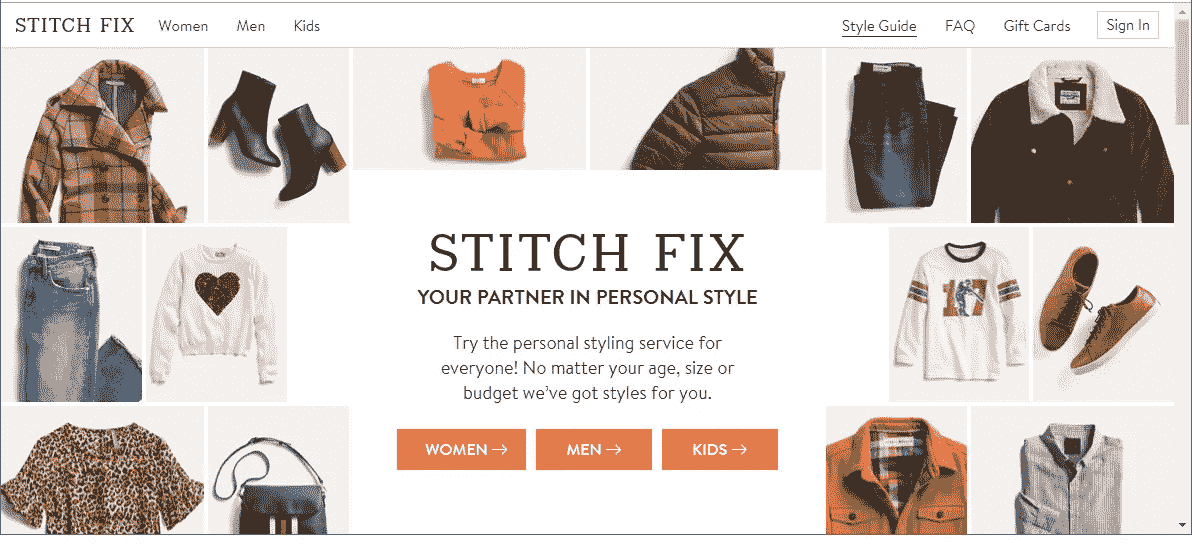 STITCH FIX Women Men Kids Style Guide FAQ Gift Cards Sign In
STITCH FIX
YOUR PARTNER IN PERSONAL STYLE
Try the personal styling service for
everyone! No matter your age, size or
budget we've got styles for you.
WOMEN → MEN → KIDS →
17